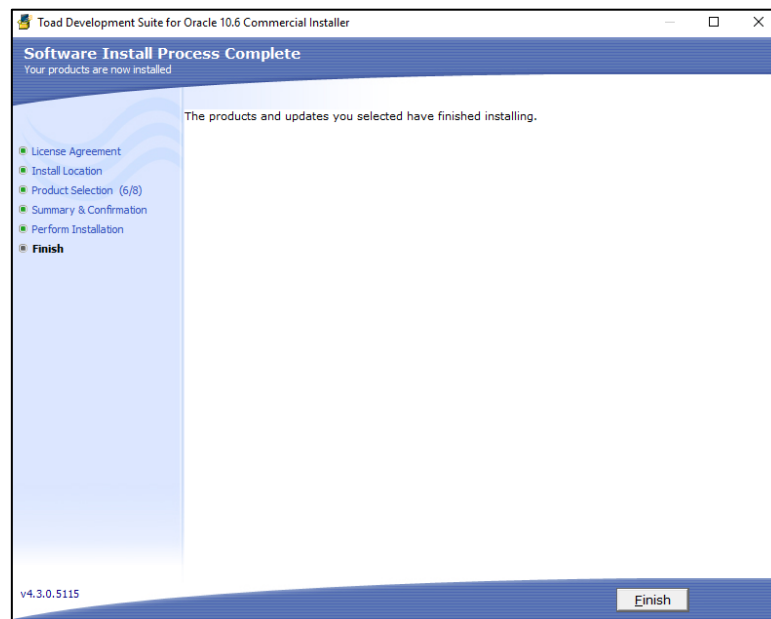 Toad Development Suite for Oracle 10.6 Commercial Installer
Software Install Process Complete
Your products are now installed
The products and updates you selected have finished installing.
License Agreement
Install Location
Product Selection (6/8)
Summary & Confirmation
Perform Installation
Finish
v4.3.0.5115
Finish